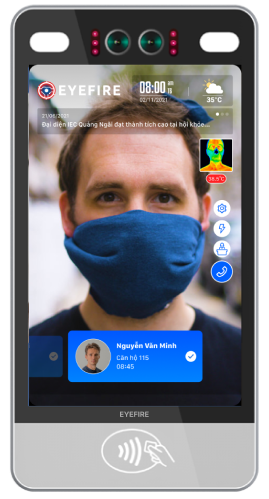 EYEFIRE
08:00 AM
T6
02/11/2021
35°C
21/06/2021
Đại diện IEC Quảng Ngãi đạt thành tích cao tại hội khỏe...
36.5°C
Nguyễn Văn Minh
Căn hộ 115
08:45
EYEFIRE